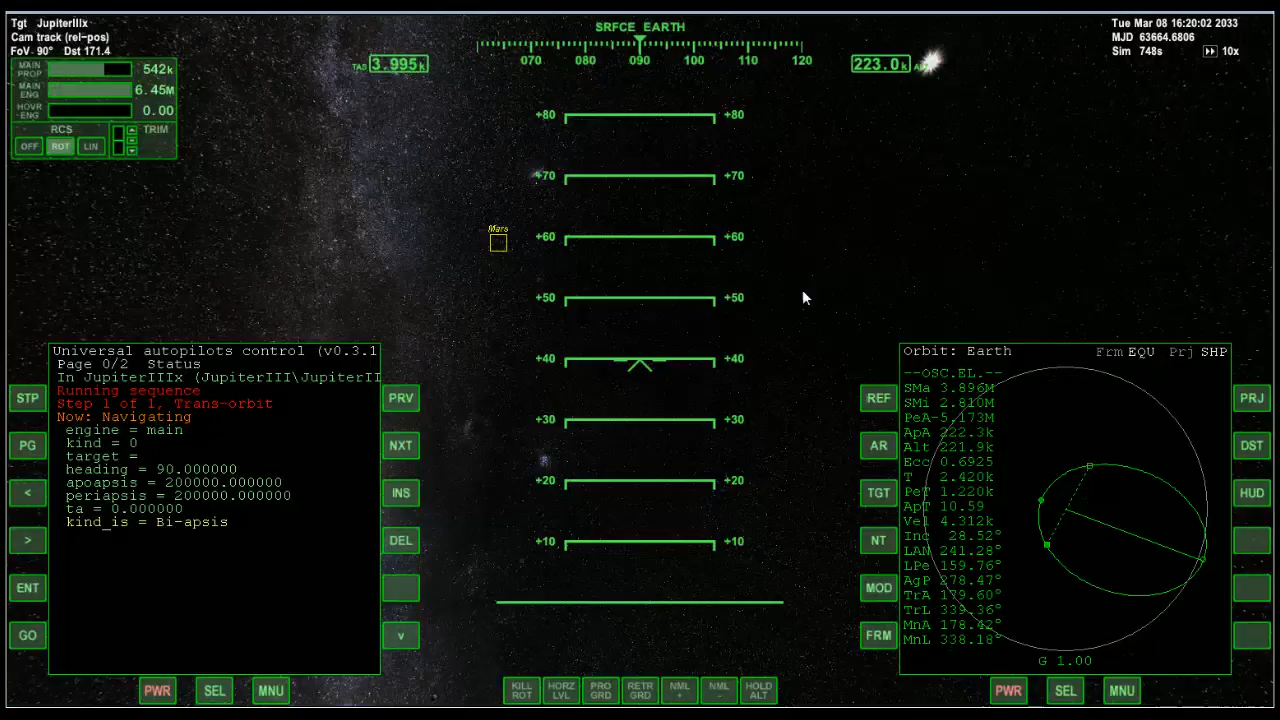 Tgt JupiterIIIx
Cam track (rel-pos)
FoV 90° Dst 171.4
MAIN PROP 542k
MAIN ENG 6.45M
HOVR ENG 0.00
RCS TRIM
OFF ROT LIN
SRFCE EARTH
070 080 090 100 110 120
TAS 3.995k
223.0k
Tue Mar 08 16:20:02 2033
MJD 63664.6806
Sim 748s 10x
+80 +80
+70 +70
+60 +60
+50 +50
+40 +40
+30 +30
+20 +20
+10 +10
Mars
Universal autopilots control (v0.3.1
Page 0/2 Status
In JupiterIIIx (JupiterIII\JupiterII
Running sequence
Step 1 of 1, Trans-orbit
Now: Navigating
engine = main
kind = 0
target =
heading = 90.000000
apoapsis = 200000.000000
periapsis = 200000.000000
ta = 0.000000
kind_is = Bi-apsis
STP
PG
<
>
ENT
GO
PRV
NXT
INS
DEL
v
PWR SEL MNU
KILL ROT
HORZ LVL
PRO GRD
RETR GRD
NML +
NML -
HOLD ALT
Orbit: Earth Frm EQU Prj SHP
--OSC.EL.--
SMa 3.896M
SMi 2.810M
PeA-5.173M
ApA 222.3k
Alt 221.9k
Ecc 0.6925
T 2.420k
PeT 1.220k
ApT 10.59
Vel 4.312k
Inc 28.52°
LAN 241.28°
LPe 159.76°
AgP 278.47°
TrA 179.60°
TrL 339.36°
MnA 178.42°
MnL 338.18°
G 1.00
REF
AR
TGT
NT
MOD
FRM
PRJ
DST
HUD
PWR SEL MNU